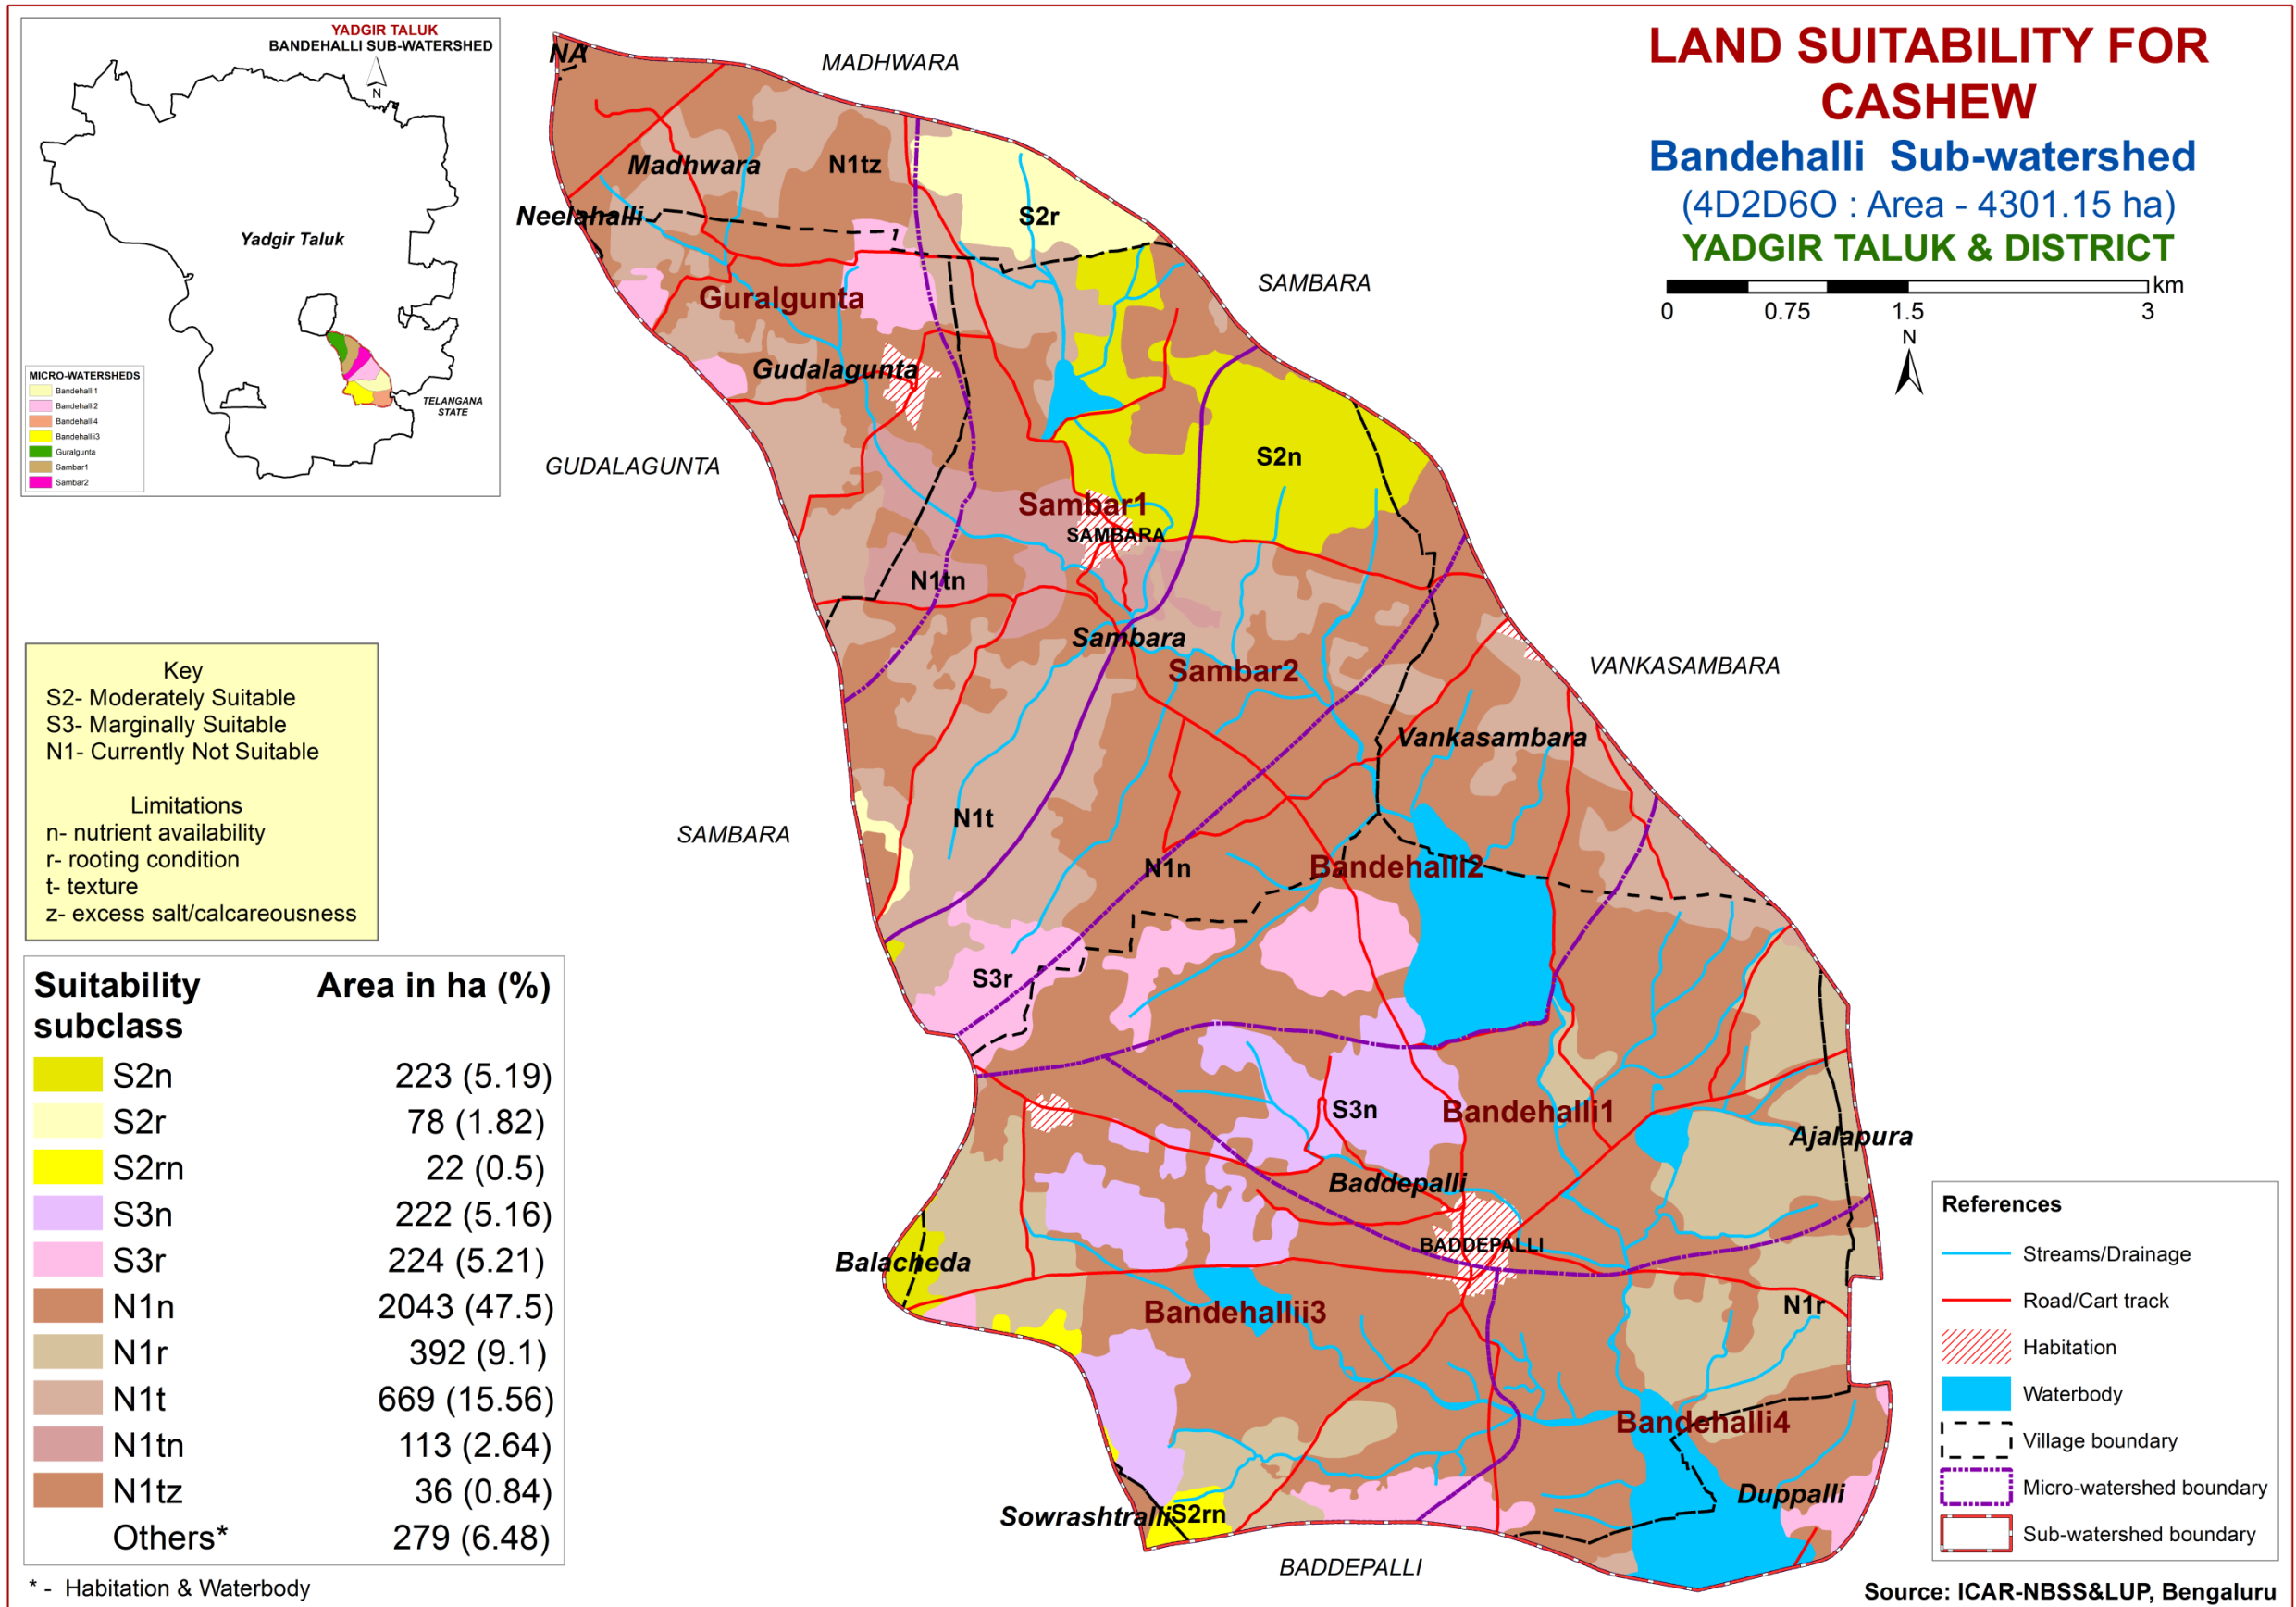 YADGIR TALUK
BANDEHALLI SUB-WATERSHED
N
Yadgir Taluk
TELANGANA
STATE
MICRO-WATERSHEDS
Bandehalli1
Bandehalli2
Bandehalli4
Bandehallii3
Guralgunta
Sambar1
Sambar2
LAND SUITABILITY FOR
CASHEW
Bandehalli Sub-watershed
(4D2D6O : Area - 4301.15 ha)
YADGIR TALUK & DISTRICT
km
0 0.75 1.5 3
N
NA
MADHWARA
Madhwara
N1tz
Neelahalli
S2r
SAMBARA
Guralgunta
Gudalagunta
GUDALAGUNTA
S2n
Sambar1
SAMBARA
N1tn
Sambara
Sambar2
VANKASAMBARA
Vankasambara
SAMBARA
N1t
N1n
Bandehalli2
S3r
S3n
Bandehalli1
Ajalapura
Baddepalli
BADDEPALLI
Balacheda
Bandehallii3
N1r
Bandehalli4
Duppalli
Sowrashtralli
S2rn
BADDEPALLI
Key
S2- Moderately Suitable
S3- Marginally Suitable
N1- Currently Not Suitable
Limitations
n- nutrient availability
r- rooting condition
t- texture
z- excess salt/calcareousness
Suitability Area in ha (%)
subclass
S2n 223 (5.19)
S2r 78 (1.82)
S2rn 22 (0.5)
S3n 222 (5.16)
S3r 224 (5.21)
N1n 2043 (47.5)
N1r 392 (9.1)
N1t 669 (15.56)
N1tn 113 (2.64)
N1tz 36 (0.84)
Others* 279 (6.48)
* - Habitation & Waterbody
References
Streams/Drainage
Road/Cart track
Habitation
Waterbody
Village boundary
Micro-watershed boundary
Sub-watershed boundary
Source: ICAR-NBSS&LUP, Bengaluru